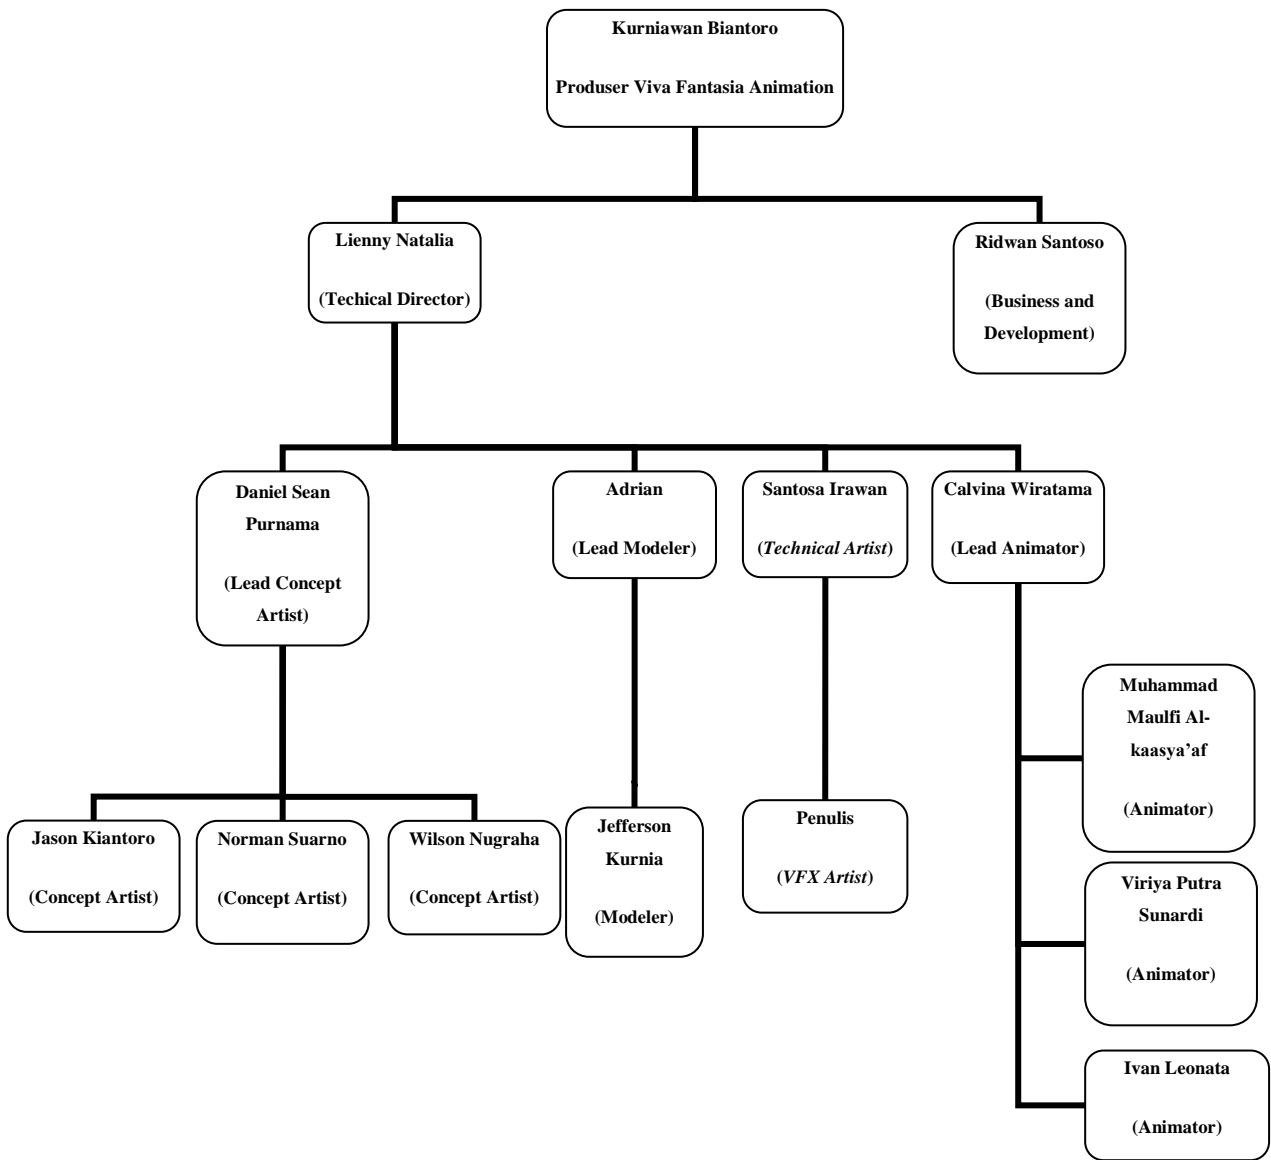 Kurniawan Biantoro
Produser Viva Fantasia Animation
Lienny Natalia
(Techical Director)
Ridwan Santoso
(Business and
Development)
Daniel Sean
Purnama
(Lead Concept
Artist)
Adrian
(Lead Modeler)
Santosa Irawan
(Technical Artist)
Calvina Wiratama
(Lead Animator)
Jason Kiantoro
(Concept Artist)
Norman Suarno
(Concept Artist)
Wilson Nugraha
(Concept Artist)
Jefferson
Kurnia
(Modeler)
Penulis
(VFX Artist)
Muhammad
Maulfi Al-
kaasya’af
(Animator)
Viriya Putra
Sunardi
(Animator)
Ivan Leonata
(Animator)